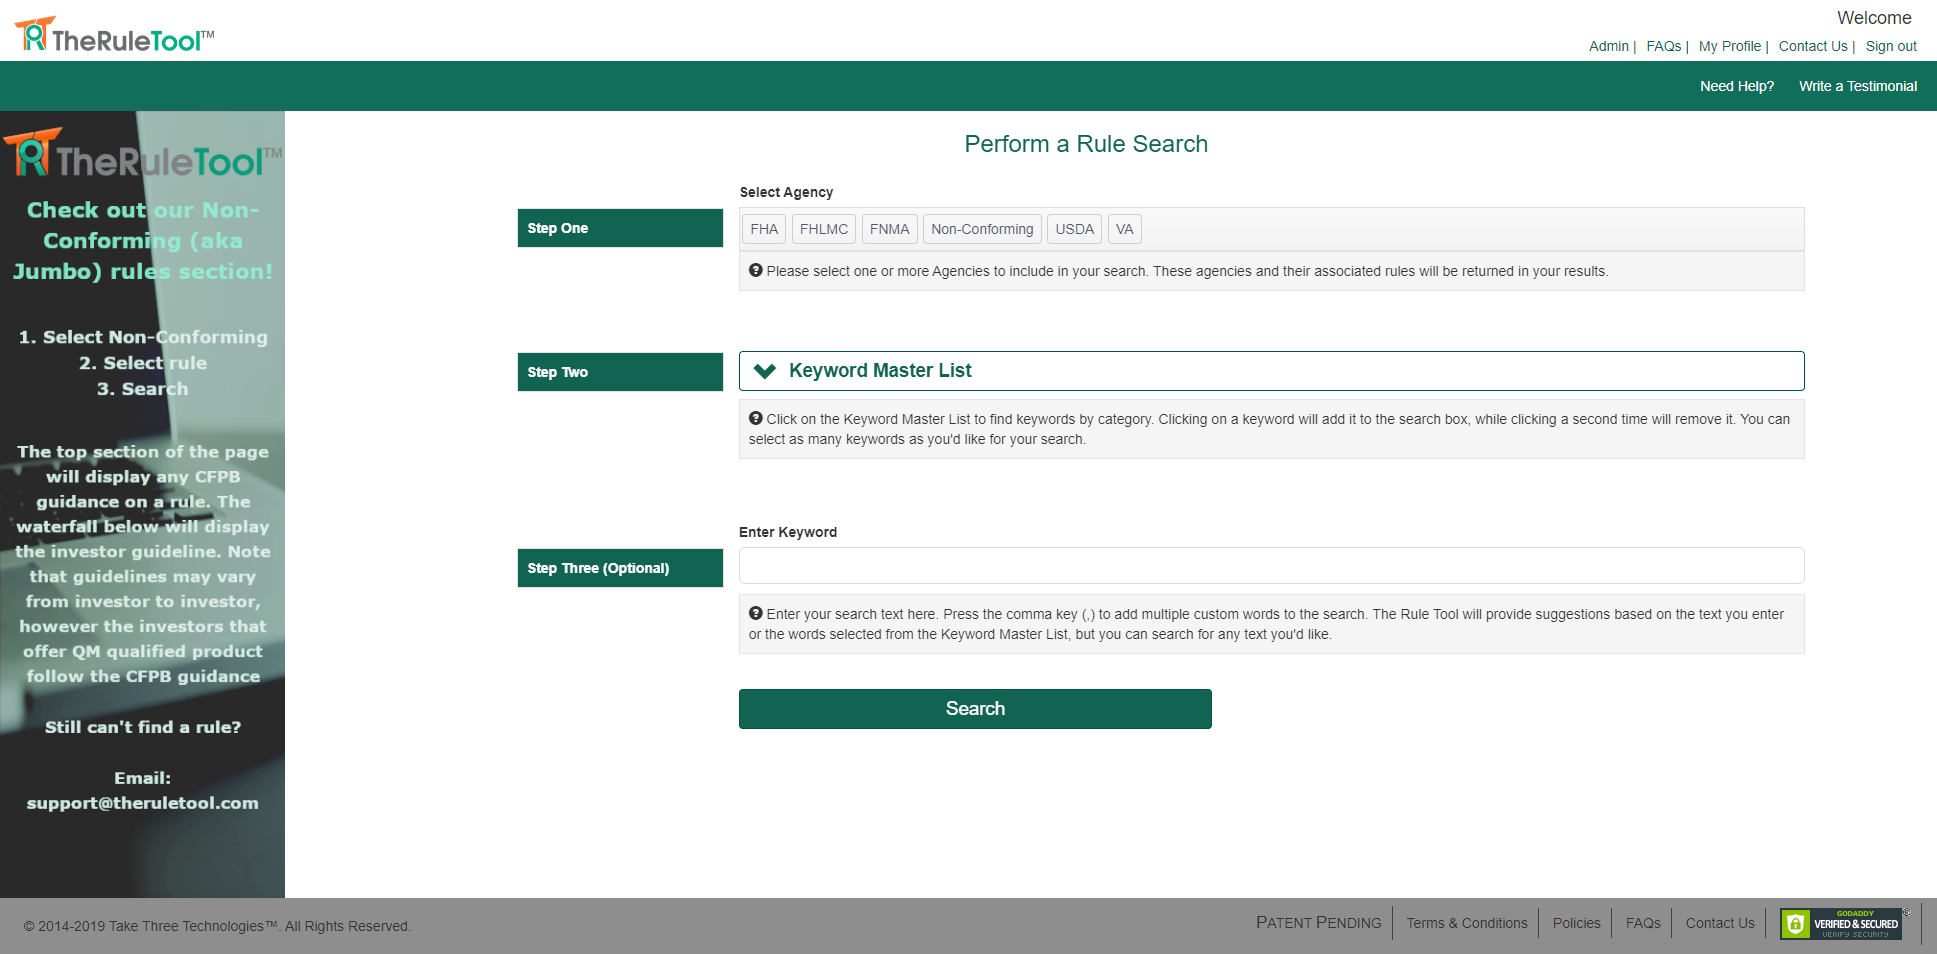 TheRuleTool™
Welcome
Admin | FAQs | My Profile | Contact Us | Sign out
Need Help? Write a Testimonial
TheRuleTool™
Check out our Non-
Conforming (aka
Jumbo) rules section!
1. Select Non-Conforming
2. Select rule
3. Search
The top section of the page
will display any CFPB
guidance on a rule. The
waterfall below will display
the investor guideline. Note
that guidelines may vary
from investor to investor,
however the investors that
offer QM qualified product
follow the CFPB guidance
Still can't find a rule?
Email:
support@theruletool.com
Perform a Rule Search
Select Agency
Step One
FHA FHLMC FNMA Non-Conforming USDA VA
Please select one or more Agencies to include in your search. These agencies and their associated rules will be returned in your results.
Step Two
Keyword Master List
Click on the Keyword Master List to find keywords by category. Clicking on a keyword will add it to the search box, while clicking a second time will remove it. You can
select as many keywords as you'd like for your search.
Enter Keyword
Step Three (Optional)
Enter your search text here. Press the comma key (,) to add multiple custom words to the search. The Rule Tool will provide suggestions based on the text you enter
or the words selected from the Keyword Master List, but you can search for any text you'd like.
Search
© 2014-2019 Take Three Technologies™. All Rights Reserved.
PATENT PENDING Terms & Conditions Policies FAQs Contact Us
GODADDY
VERIFIED & SECURED
VERIFY SECURITY